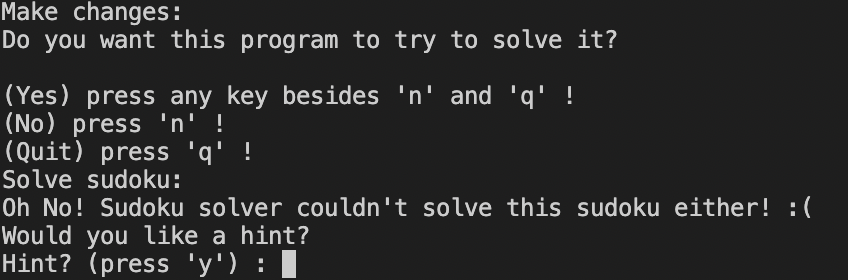 Make changes:
Do you want this program to try to solve it?
(Yes) press any key besides 'n' and 'q' !
(No) press 'n' !
(Quit) press 'q' !
Solve sudoku:
Oh No! Sudoku solver couldn't solve this sudoku either! :(
Would you like a hint?
Hint? (press 'y') :